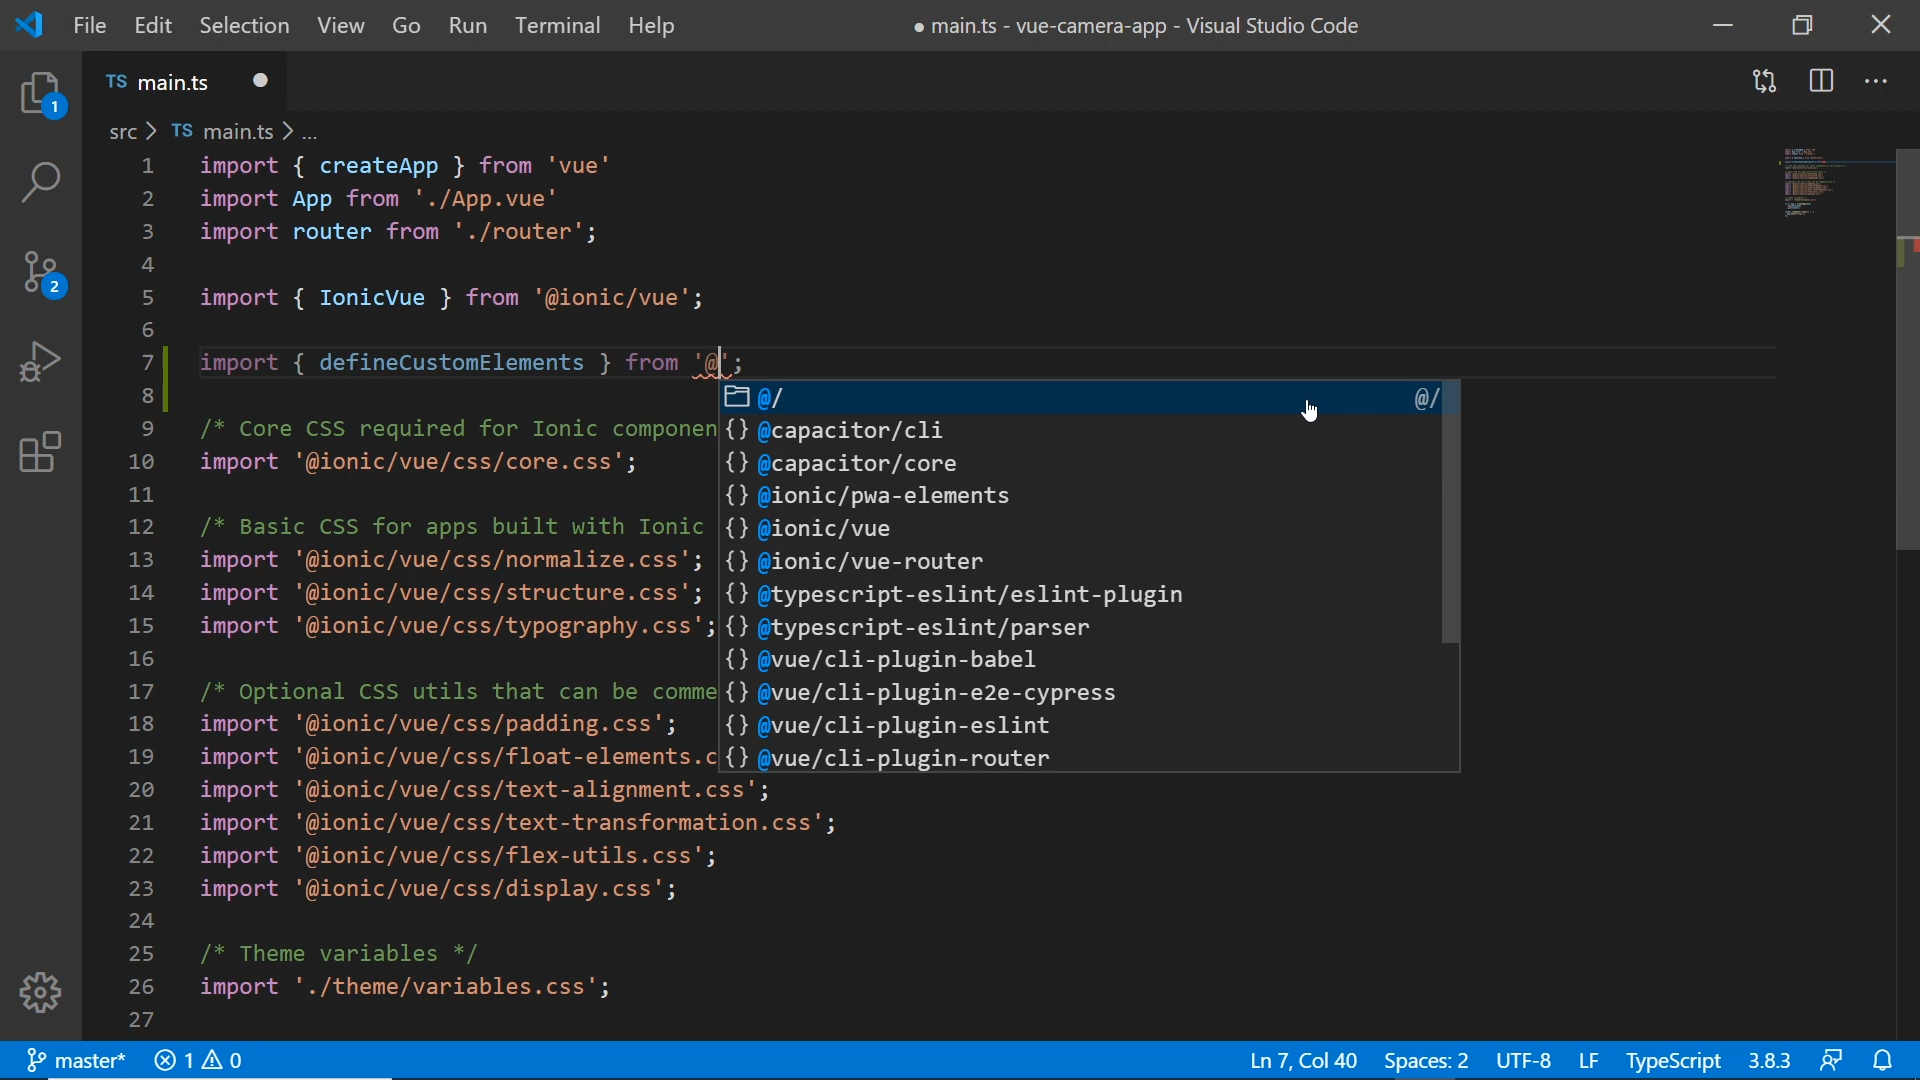 File Edit Selection View Go Run Terminal Help ● main.ts - vue-camera-app - Visual Studio Code
TS main.ts ●
src > TS main.ts > ...
1 import { createApp } from 'vue'
2 import App from './App.vue'
3 import router from './router';
4
5 import { IonicVue } from '@ionic/vue';
6
7 import { defineCustomElements } from '@';
8
@/ @/
9 /* Core CSS required for Ionic componen
{} @capacitor/cli
10 import '@ionic/vue/css/core.css';
{} @capacitor/core
11
{} @ionic/pwa-elements
12 /* Basic CSS for apps built with Ionic
{} @ionic/vue
13 import '@ionic/vue/css/normalize.css';
{} @ionic/vue-router
14 import '@ionic/vue/css/structure.css';
{} @typescript-eslint/eslint-plugin
15 import '@ionic/vue/css/typography.css';
{} @typescript-eslint/parser
16
{} @vue/cli-plugin-babel
17 /* Optional CSS utils that can be comme
{} @vue/cli-plugin-e2e-cypress
18 import '@ionic/vue/css/padding.css';
{} @vue/cli-plugin-eslint
19 import '@ionic/vue/css/float-elements.c
{} @vue/cli-plugin-router
20 import '@ionic/vue/css/text-alignment.css';
21 import '@ionic/vue/css/text-transformation.css';
22 import '@ionic/vue/css/flex-utils.css';
23 import '@ionic/vue/css/display.css';
24
25 /* Theme variables */
26 import './theme/variables.css';
27
1
2
master* 1 0 Ln 7, Col 40 Spaces: 2 UTF-8 LF TypeScript 3.8.3